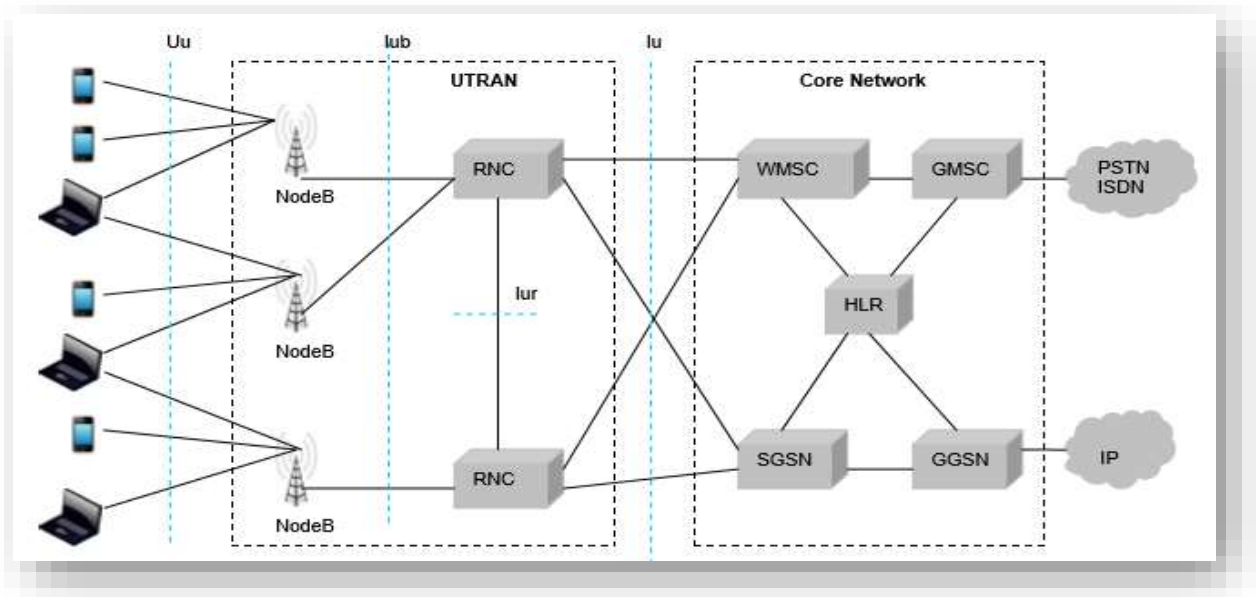 Uu
Iub
Iu
UTRAN
Core Network
NodeB
RNC
WMSC
GMSC
PSTN
ISDN
NodeB
Iur
HLR
NodeB
RNC
SGSN
GGSN
IP